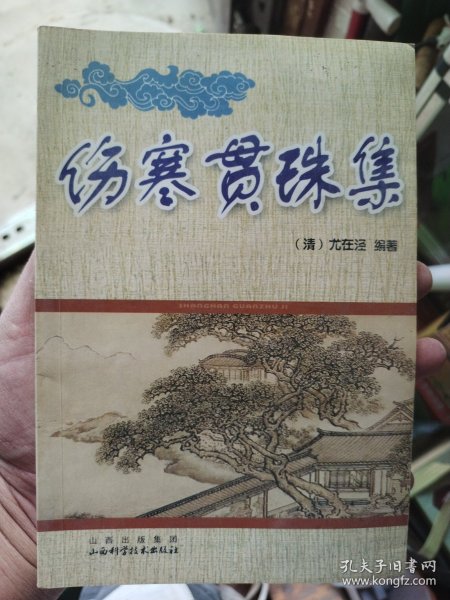 伤寒贯珠集
（清）尤在泾 编著
SHANGHAN GUANZHU JI
山西出版集团
山西科学技术出版社
孔夫子旧书网
www.kongfz.com